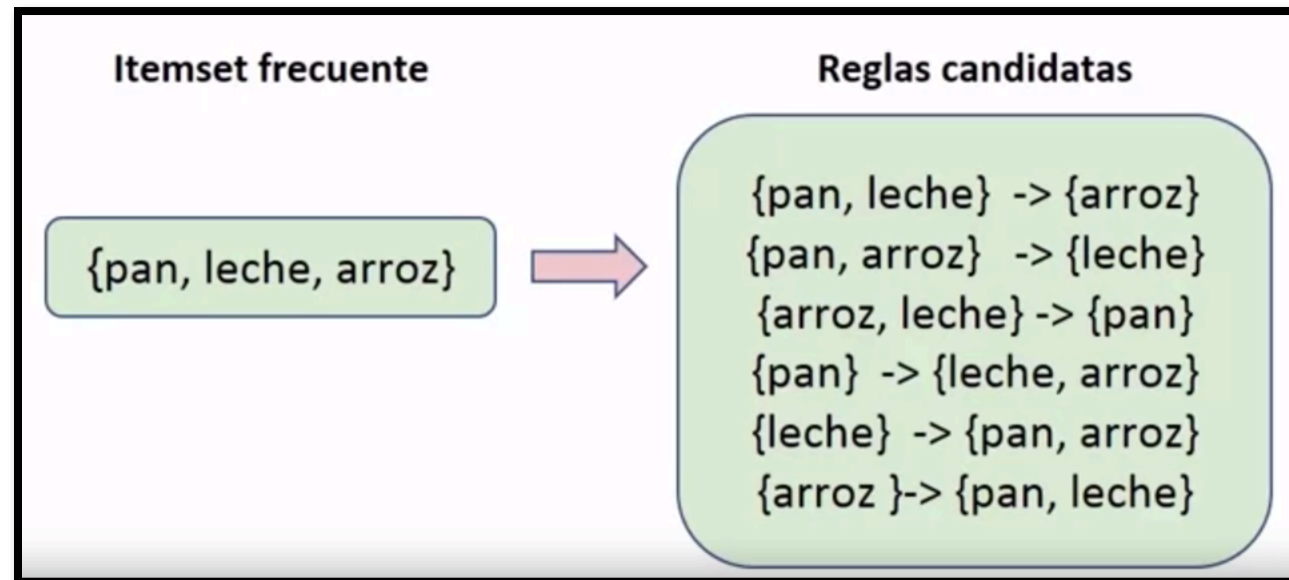 Itemset frecuente
{pan, leche, arroz}
Reglas candidatas
{pan, leche} -> {arroz}
{pan, arroz} -> {leche}
{arroz, leche} -> {pan}
{pan} -> {leche, arroz}
{leche} -> {pan, arroz}
{arroz }-> {pan, leche}